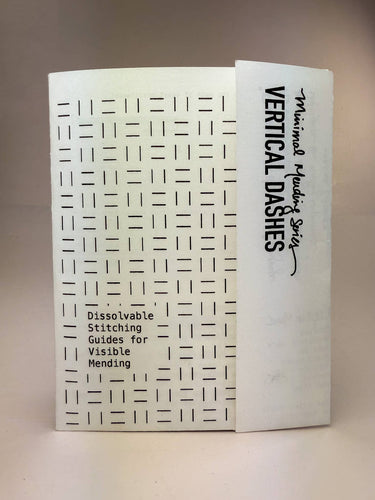 Minimal Mending Series
VERTICAL DASHES
Dissolvable
Stitching
Guides for
Visible
Mending